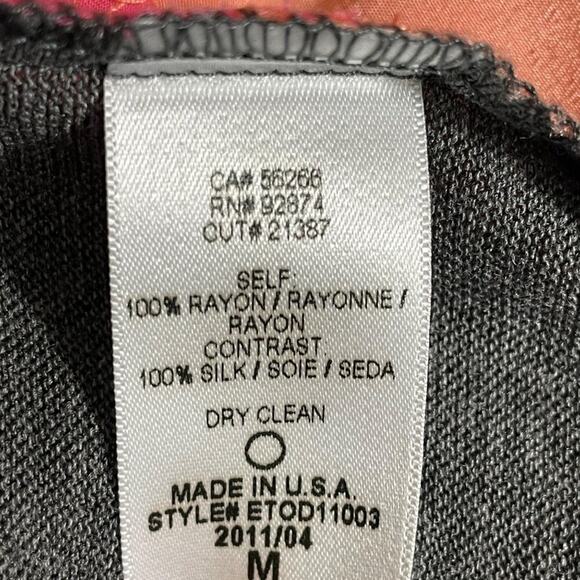 CA# 56266
RN# 92874
CUT# 21387
SELF:
100% RAYON / RAYONNE /
RAYON
CONTRAST:
100% SILK / SOIE / SEDA
DRY CLEAN
MADE IN U.S.A.
STYLE# ETOD11003
2011/04
M